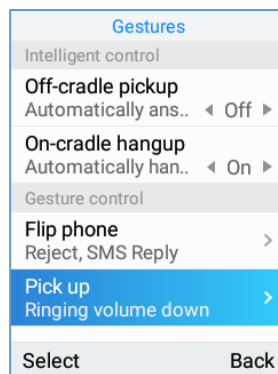 Gestures
Intelligent control
Off-cradle pickup
Automatically ans.. Off
On-cradle hangup
Automatically han.. On
Gesture control
Flip phone
Reject, SMS Reply
Pick up
Ringing volume down
Select Back